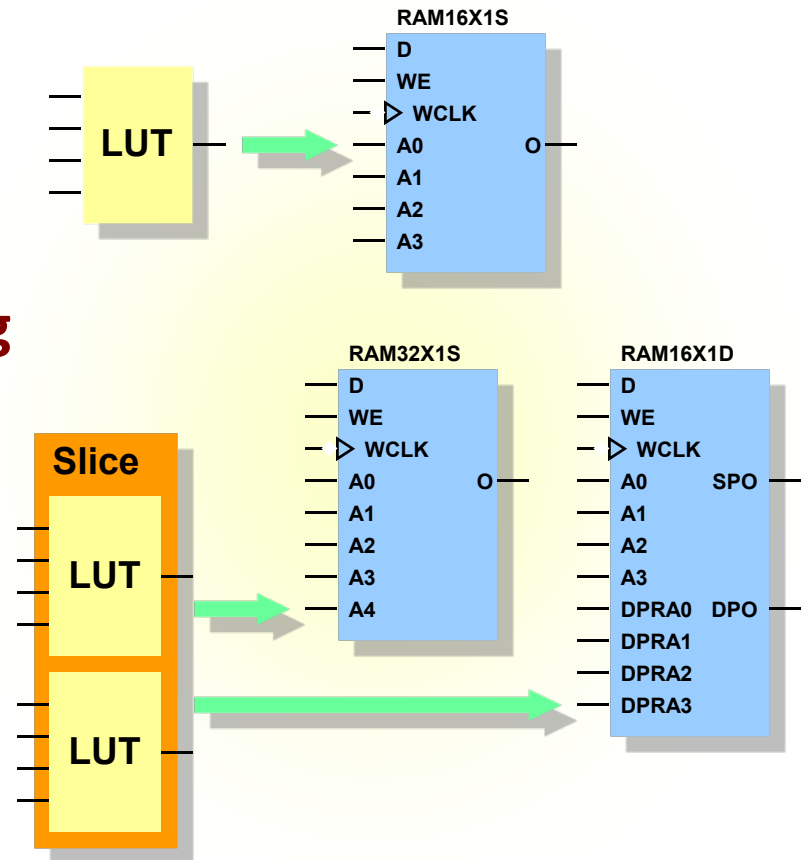 RAM16X1S
D
WE
WCLK
LUT
A0 O
A1
A2
A3
g
RAM32X1S
D
WE
WCLK
A0 O
A1
A2
A3
A4
RAM16X1D
D
WE
WCLK
A0 SPO
A1
A2
A3
DPRA0 DPO
DPRA1
DPRA2
DPRA3
Slice
LUT
LUT